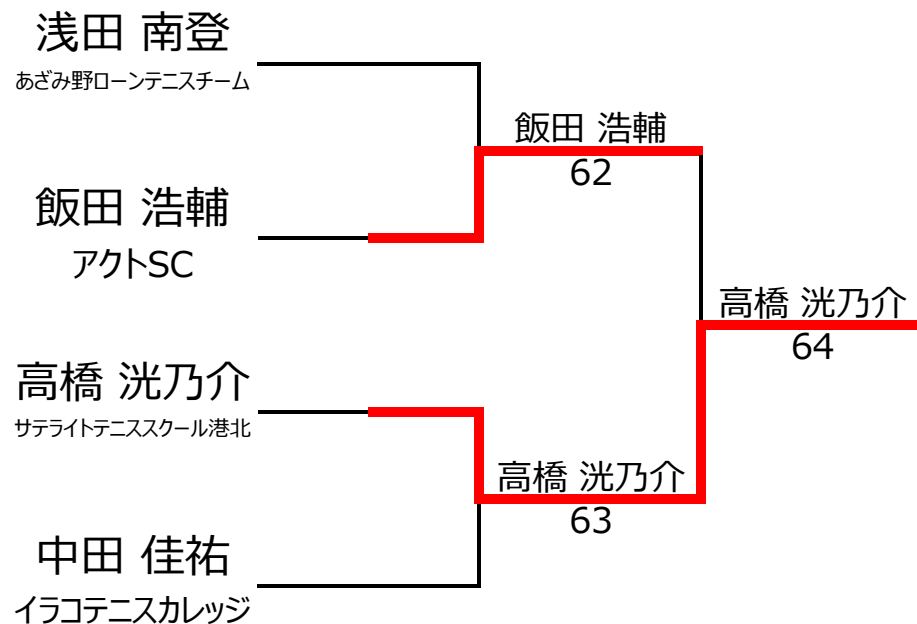 浅田 南登
あざみ野ローンテニスチーム
飯田 浩輔
62
飯田 浩輔
アクトSC
高橋 洸乃介
64
高橋 洸乃介
サテライトテニススクール港北
高橋 洸乃介
63
中田 佳祐
イラコテニスカレッジ